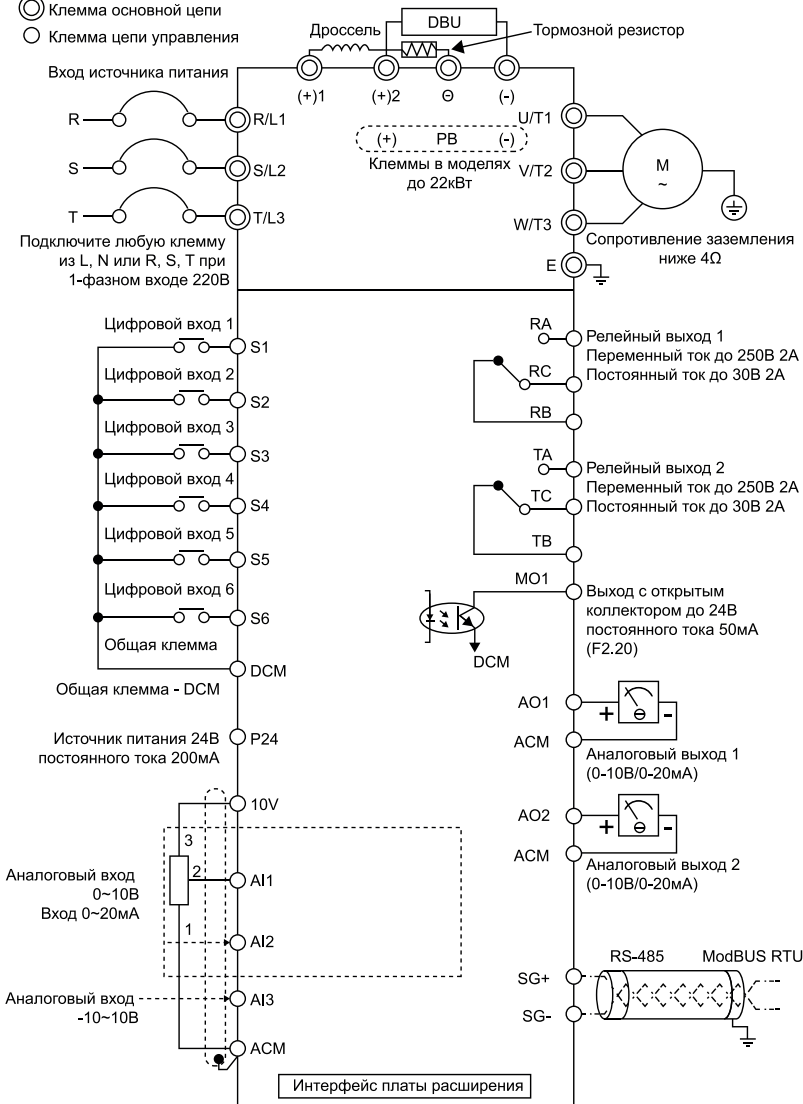 Клемма основной цепи
Клемма цепи управления
Дроссель
DBU
Тормозной резистор
Вход источника питания
(+)1
(+)2
Θ
(-)
R
R/L1
S
S/L2
T
T/L3
(+) PB (-)
Клеммы в моделях
до 22кВт
U/T1
V/T2
W/T3
E
M
~
Подключите любую клемму
из L, N или R, S, T при
1-фазном входе 220В
Сопротивление заземления
ниже 4Ω
Цифровой вход 1
S1
Цифровой вход 2
S2
Цифровой вход 3
S3
Цифровой вход 4
S4
Цифровой вход 5
S5
Цифровой вход 6
S6
Общая клемма
DCM
Общая клемма - DCM
Источник питания 24В
постоянного тока 200мА
P24
10V
3
2
1
Аналоговый вход
0~10В
Вход 0~20мА
AI1
AI2
Аналоговый вход
-10~10В
AI3
ACM
RA
RC
RB
Релейный выход 1
Переменный ток до 250В 2А
Постоянный ток до 30В 2А
TA
TC
TB
Релейный выход 2
Переменный ток до 250В 2А
Постоянный ток до 30В 2А
MO1
DCM
Выход с открытым
коллектором до 24В
постоянного тока 50мА
(F2.20)
AO1
+ Θ -
ACM
Аналоговый выход 1
(0-10В/0-20мА)
AO2
+ Θ -
ACM
Аналоговый выход 2
(0-10В/0-20мА)
RS-485
ModBUS RTU
SG+
SG-
Интерфейс платы расширения